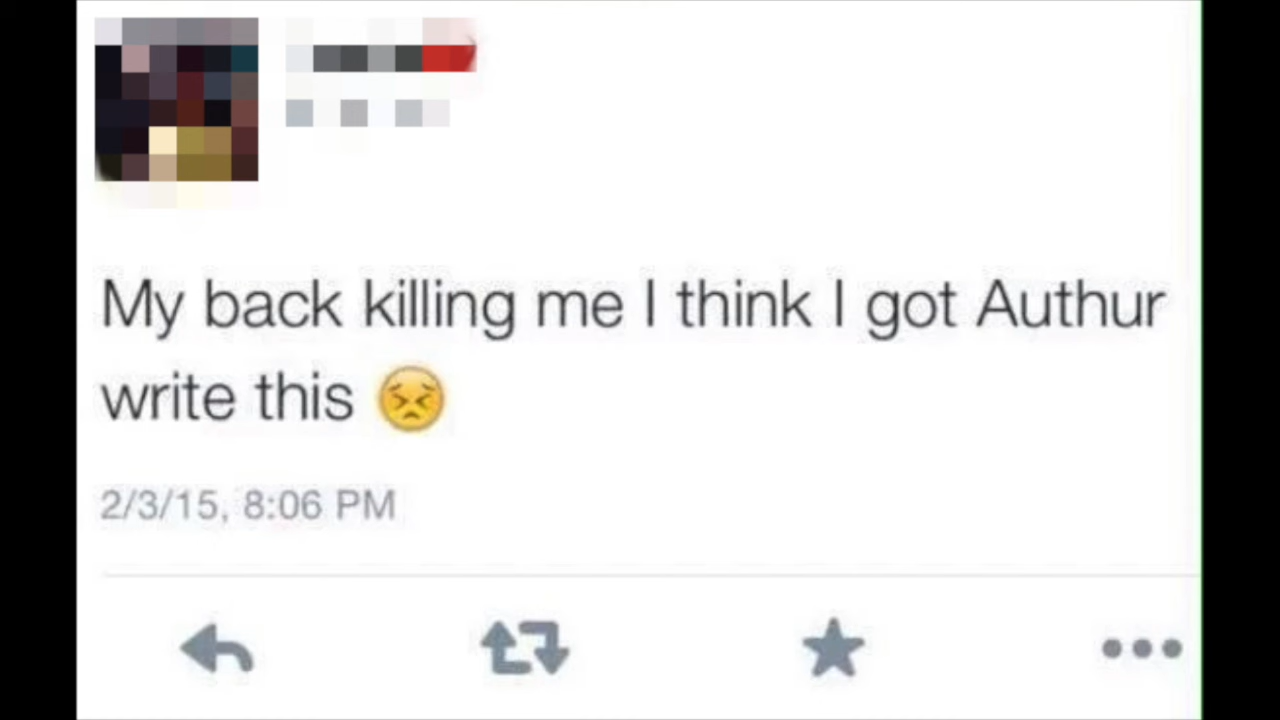 My back killing me I think I got Authur
write this 😣
2/3/15, 8:06 PM